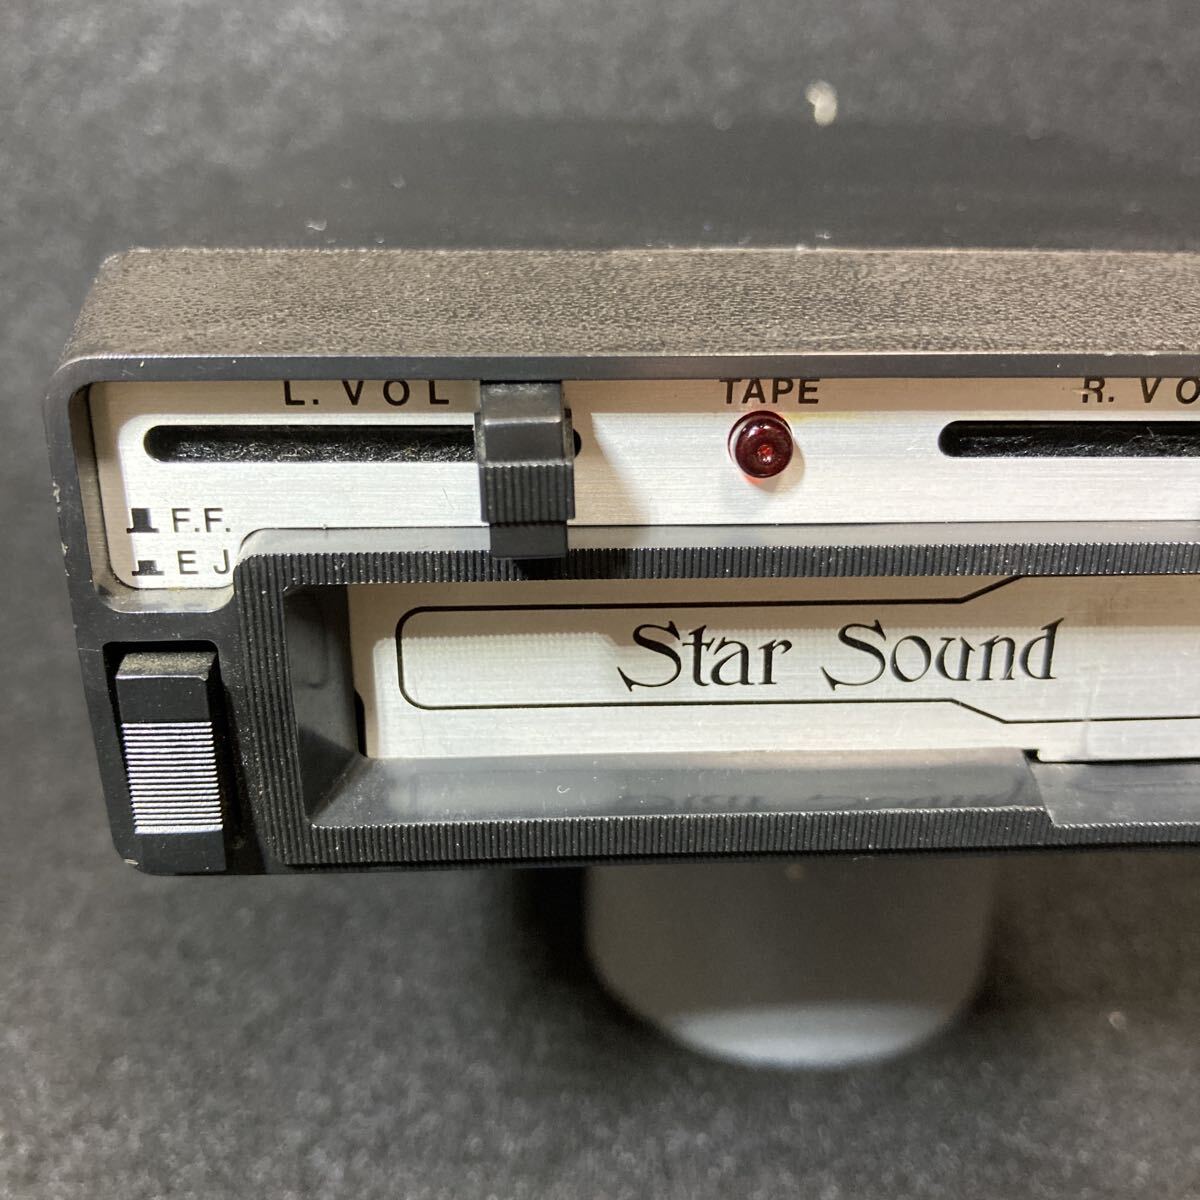 L. VOL
TAPE
R. VO
F.F.
EJ
Star Sound